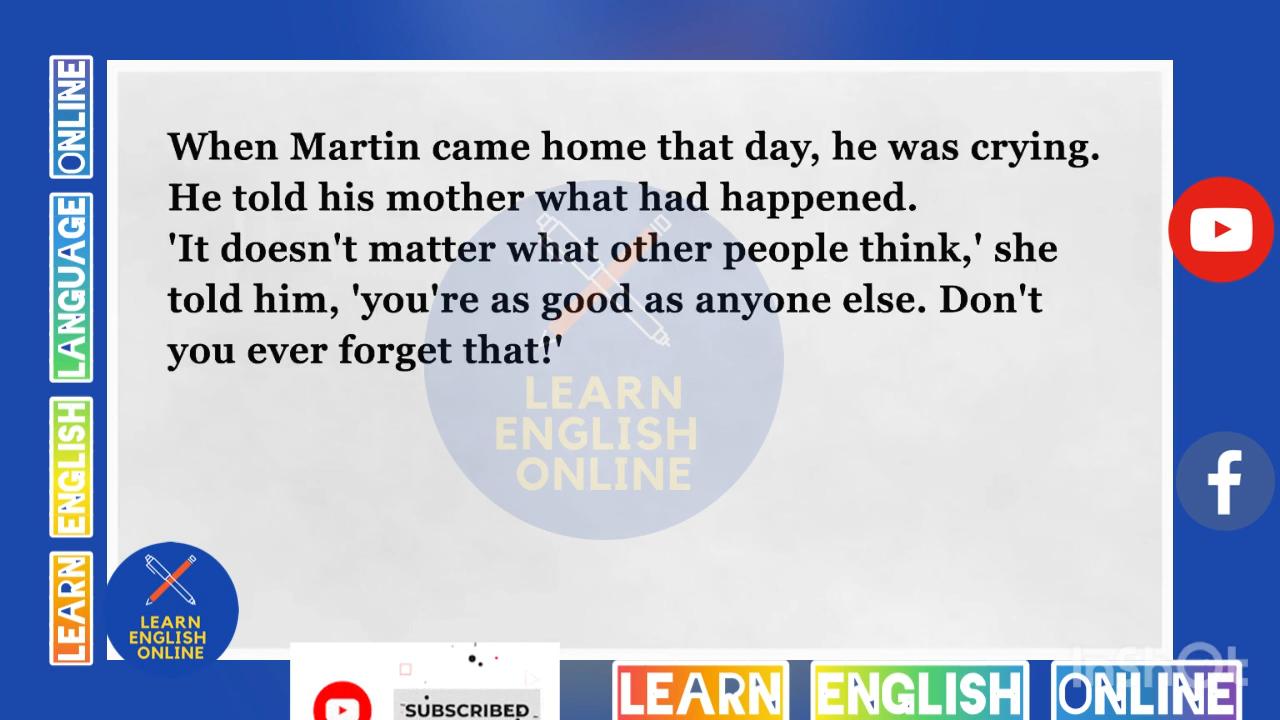 When Martin came home that day, he was crying.
He told his mother what had happened.
'It doesn't matter what other people think,' she
told him, 'you're as good as anyone else. Don't
you ever forget that!'
LEARN
ENGLISH
ONLINE
LEARN ENGLISH LANGUAGE ONLINE
LEARN
ENGLISH
ONLINE
SUBSCRIBED
LEARN ENGLISH ONLINE
InShOt